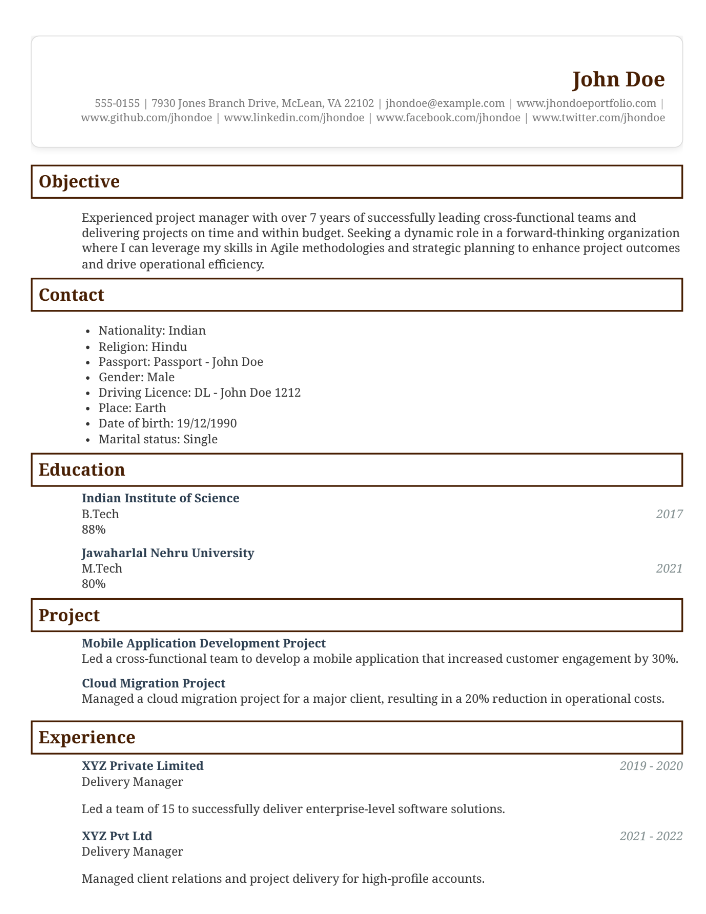 John Doe
555-0155 | 7930 Jones Branch Drive, McLean, VA 22102 | jhondoe@example.com | www.jhondoeportfolio.com |
www.github.com/jhondoe | www.linkedin.com/jhondoe | www.facebook.com/jhondoe | www.twitter.com/jhondoe
Objective
Experienced project manager with over 7 years of successfully leading cross-functional teams and
delivering projects on time and within budget. Seeking a dynamic role in a forward-thinking organization
where I can leverage my skills in Agile methodologies and strategic planning to enhance project outcomes
and drive operational efficiency.
Contact
• Nationality: Indian
• Religion: Hindu
• Passport: Passport - John Doe
• Gender: Male
• Driving Licence: DL - John Doe 1212
• Place: Earth
• Date of birth: 19/12/1990
• Marital status: Single
Education
Indian Institute of Science
B.Tech 2017
88%
Jawaharlal Nehru University
M.Tech 2021
80%
Project
Mobile Application Development Project
Led a cross-functional team to develop a mobile application that increased customer engagement by 30%.
Cloud Migration Project
Managed a cloud migration project for a major client, resulting in a 20% reduction in operational costs.
Experience
XYZ Private Limited 2019 - 2020
Delivery Manager
Led a team of 15 to successfully deliver enterprise-level software solutions.
XYZ Pvt Ltd 2021 - 2022
Delivery Manager
Managed client relations and project delivery for high-profile accounts.